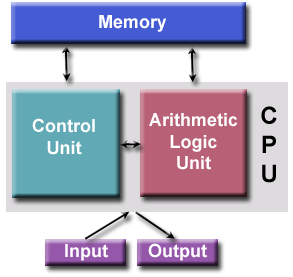 Memory
Control
Unit
Arithmetic
Logic
Unit
C
P
U
Input
Output